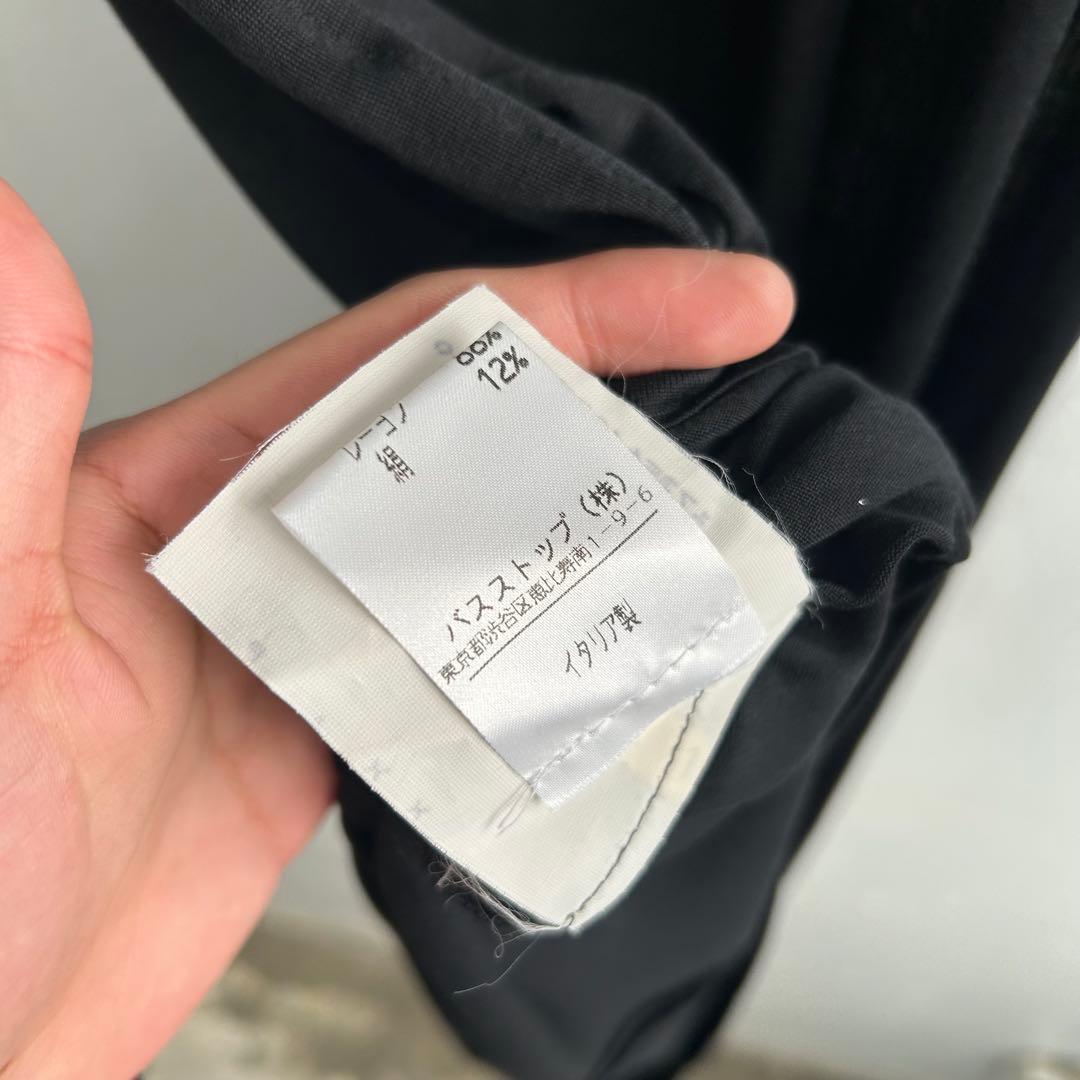 レーヨン
絹 12%
バスストップ(株)
東京都渋谷区恵比寿南1-9-6
イタリア製